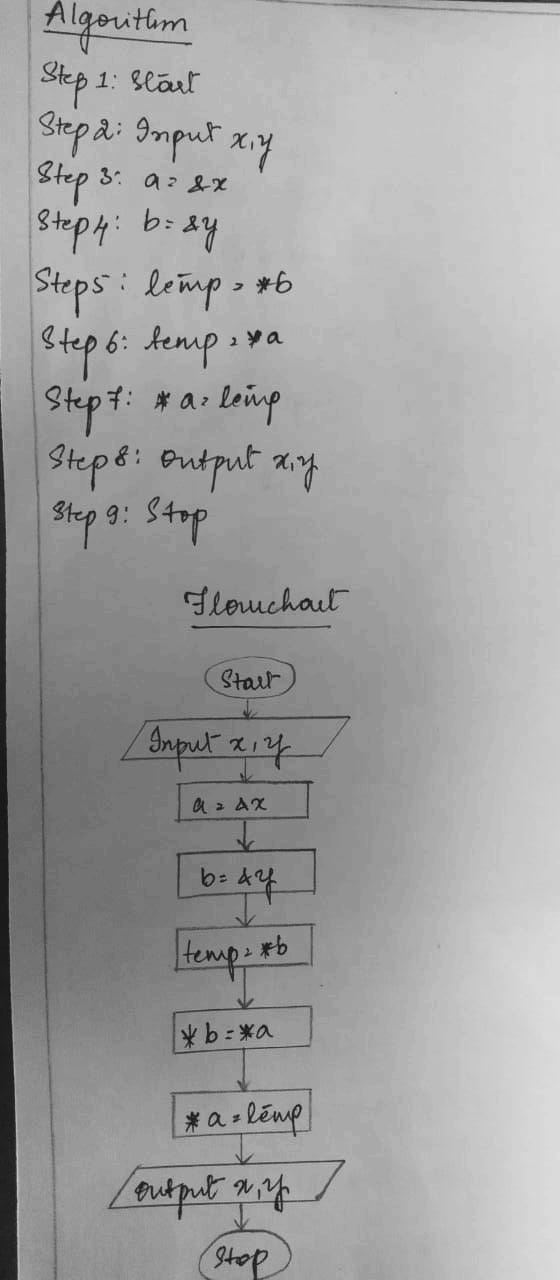 Algorithm
Step 1: Start
Step 2: Input x, y
Step 3: a = &x
Step 4: b = &y
Step 5: temp = *b
Step 6: temp = *a
Step 7: *a = temp
Step 8: Output x, y
Step 9: Stop
Flowchart
Start
Input x, y
a = &x
b = &y
temp = *b
*b = *a
*a = temp
Output x, y
Stop